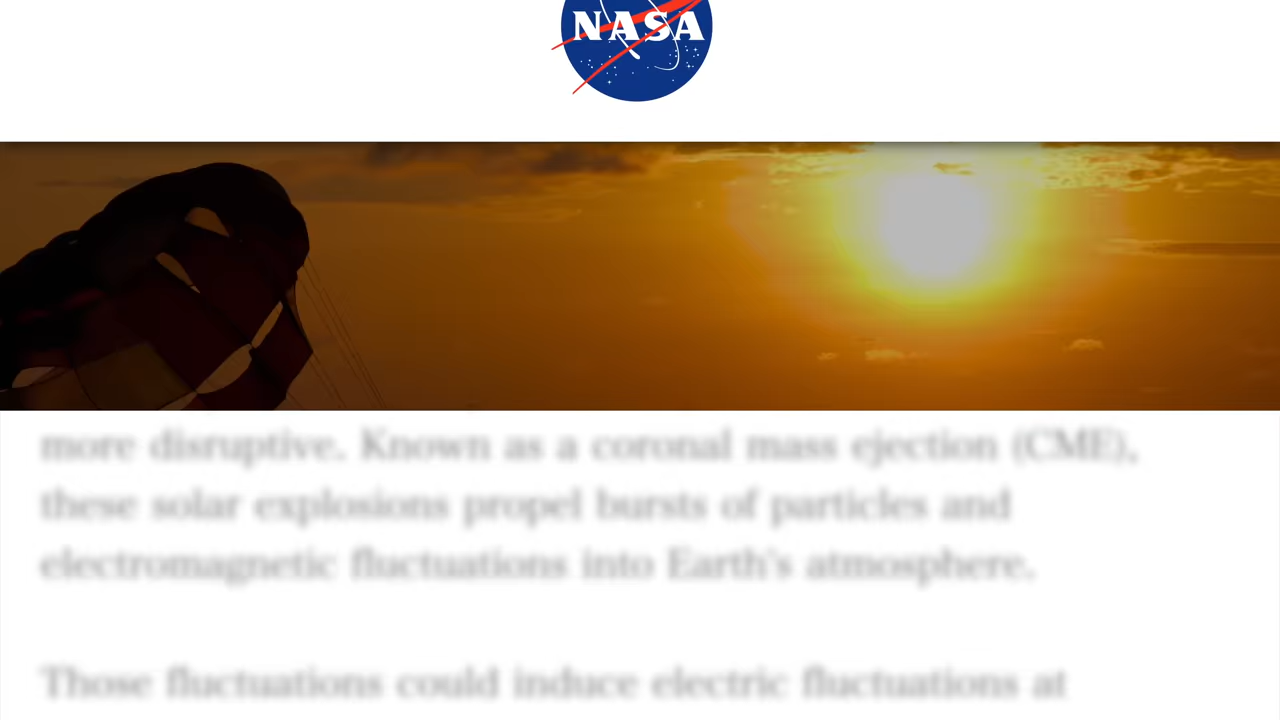 NASA
more disruptive. Known as a coronal mass ejection (CME),
these solar explosions propel bursts of particles and
electromagnetic fluctuations into Earth's atmosphere.
Those fluctuations could induce electric fluctuations at